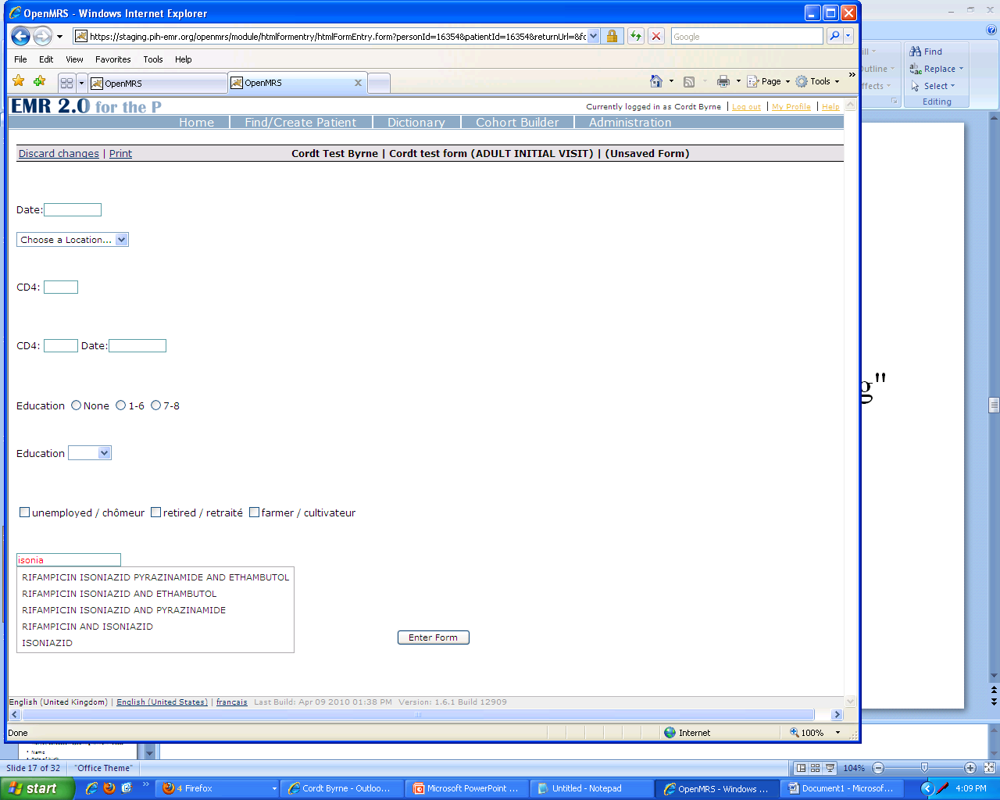 OpenMRS - Windows Internet Explorer
https://staging.pih-emr.org/openmrs/module/htmlformentry/htmlFormEntry.form?personId=16354&patientId=16354&returnUrl=&fo
Google
File Edit View Favorites Tools Help
OpenMRS
OpenMRS
Page Tools
EMR 2.0 for the P
Currently logged in as Cordt Byrne | Log out | My Profile | Help
Home | Find/Create Patient | Dictionary | Cohort Builder | Administration
Discard changes | Print
Cordt Test Byrne | Cordt test form (ADULT INITIAL VISIT) | (Unsaved Form)
Date:
Choose a Location...
CD4:
CD4: Date:
Education None 1-6 7-8
Education
unemployed / chômeur retired / retraité farmer / cultivateur
isonia
RIFAMPICIN ISONIAZID PYRAZINAMIDE AND ETHAMBUTOL
RIFAMPICIN ISONIAZID AND ETHAMBUTOL
RIFAMPICIN ISONIAZID AND PYRAZINAMIDE
RIFAMPICIN AND ISONIAZID
ISONIAZID
Enter Form
English (United Kingdom) | English (United States) | français Last Build: Apr 09 2010 01:38 PM Version: 1.6.1 Build 12909
Done
Internet
100%
Find
Replace
Select
Editing
g"
Slide 17 of 32
"Office Theme"
104%
start
4 Firefox
Cordt Byrne - Outloo...
Microsoft PowerPoint ...
Untitled - Notepad
OpenMRS - Windows ...
Document1 - Microsof...
4:09 PM